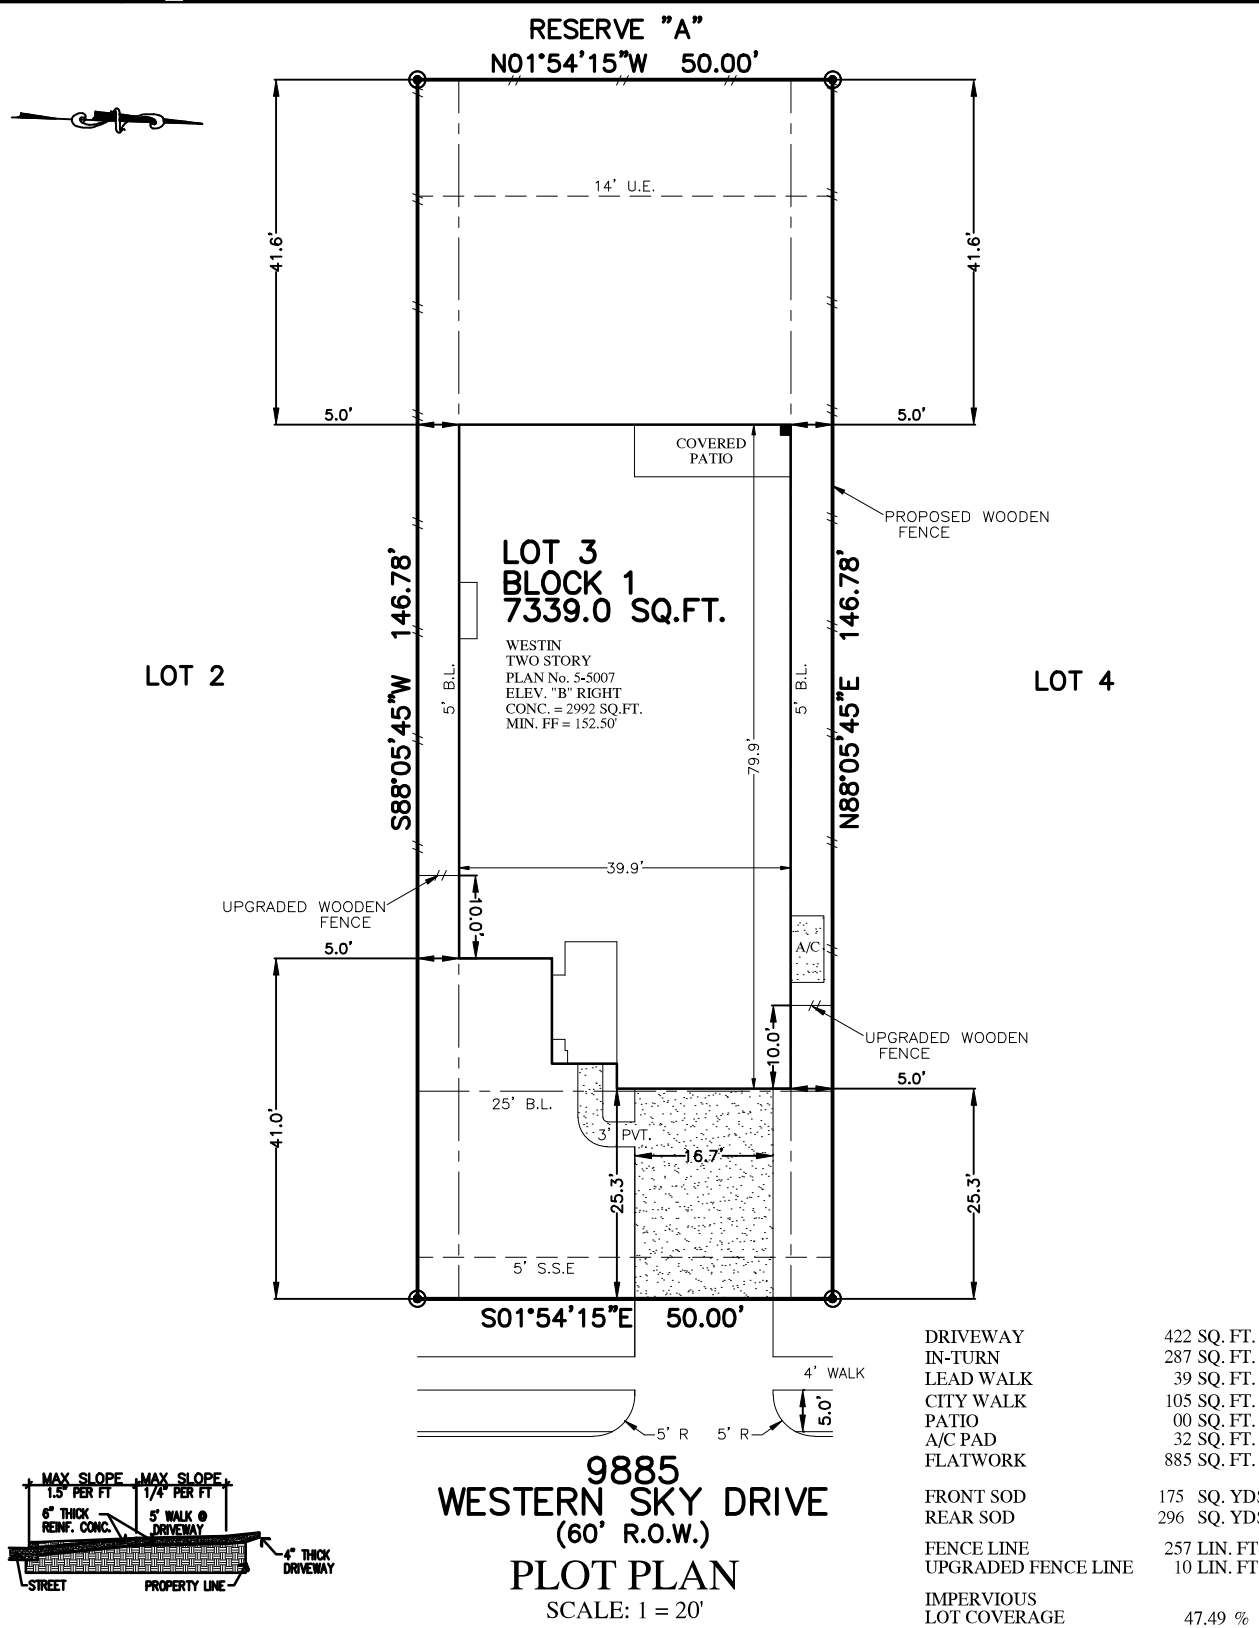 RESERVE "A"
N01°54'15"W 50.00'
14' U.E.
41.6'
41.6'
5.0'
5.0'
COVERED
PATIO
PROPOSED WOODEN
FENCE
LOT 3
BLOCK 1
7339.0 SQ.FT.
S88°05'45"W 146.78'
N88°05'45"E 146.78'
WESTIN
TWO STORY
PLAN No. 5-5007
ELEV. "B" RIGHT
CONC. = 2992 SQ.FT.
MIN. FF = 152.50'
LOT 2
LOT 4
5' B.L.
5' B.L.
79.9'
39.9'
UPGRADED WOODEN
FENCE
10.0'
5.0'
A/C
UPGRADED WOODEN
FENCE
10.0'
5.0'
25' B.L.
41.0'
3' PVT.
16.7'
25.3'
25.3'
5' S.S.E
S01°54'15"E 50.00'
4' WALK
5.0'
5' R
5' R
9885
WESTERN SKY DRIVE
(60' R.O.W.)
PLOT PLAN
SCALE: 1 = 20'
MAX SLOPE
1.5" PER FT
MAX SLOPE
1/4" PER FT
6" THICK
REINF. CONC.
5' WALK @
DRIVEWAY
4" THICK
DRIVEWAY
STREET
PROPERTY LINE
DRIVEWAY 422 SQ. FT.
IN-TURN 287 SQ. FT.
LEAD WALK 39 SQ. FT.
CITY WALK 105 SQ. FT.
PATIO 00 SQ. FT.
A/C PAD 32 SQ. FT.
FLATWORK 885 SQ. FT.
FRONT SOD 175 SQ. YDS
REAR SOD 296 SQ. YDS
FENCE LINE 257 LIN. FT
UPGRADED FENCE LINE 10 LIN. FT
IMPERVIOUS
LOT COVERAGE 47.49 %